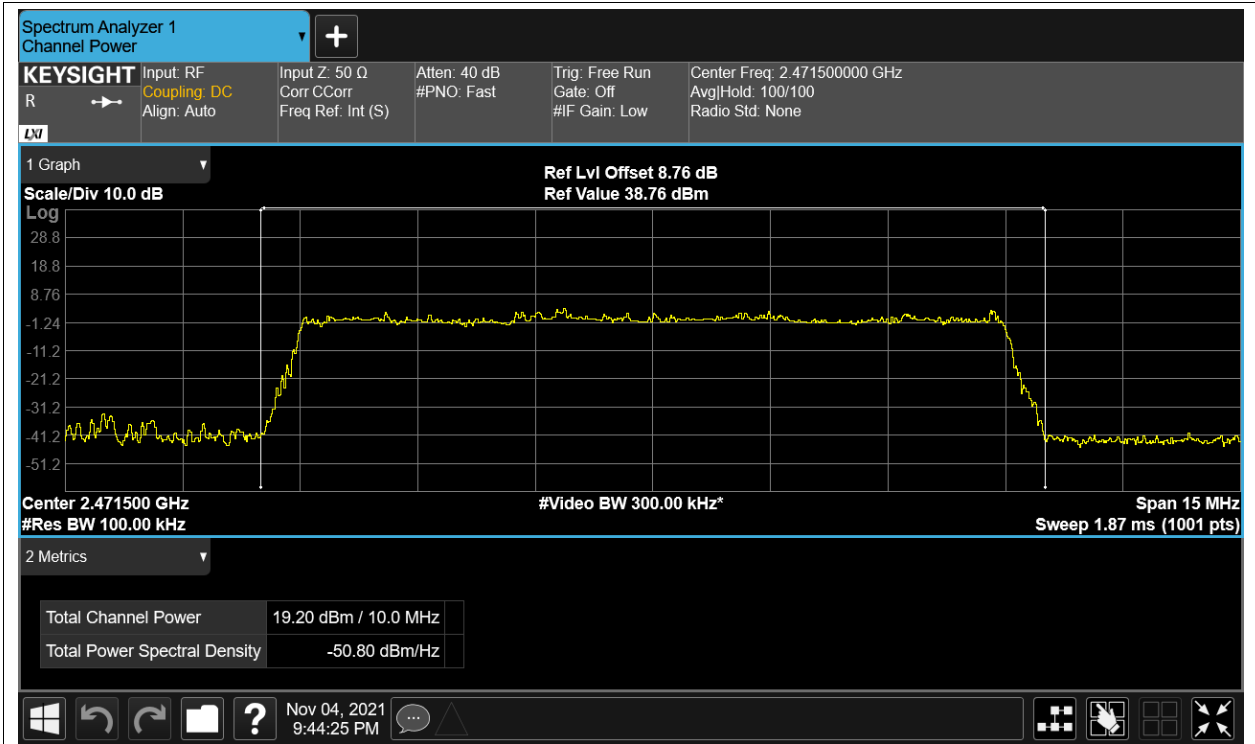 Spectrum Analyzer 1
Channel Power
KEYSIGHT
R
LXI
Input: RF
Coupling: DC
Align: Auto
Input Z: 50 Ω
Corr CCorr
Freq Ref: Int (S)
Atten: 40 dB
#PNO: Fast
Trig: Free Run
Gate: Off
#IF Gain: Low
Center Freq: 2.471500000 GHz
Avg|Hold: 100/100
Radio Std: None
1 Graph
Scale/Div 10.0 dB
Ref Lvl Offset 8.76 dB
Ref Value 38.76 dBm
Log
28.8
18.8
8.76
-1.24
-11.2
-21.2
-31.2
-41.2
-51.2
Center 2.471500 GHz
#Res BW 100.00 kHz
#Video BW 300.00 kHz*
Span 15 MHz
Sweep 1.87 ms (1001 pts)
2 Metrics
Total Channel Power 19.20 dBm / 10.0 MHz
Total Power Spectral Density -50.80 dBm/Hz
?
Nov 04, 2021
9:44:25 PM